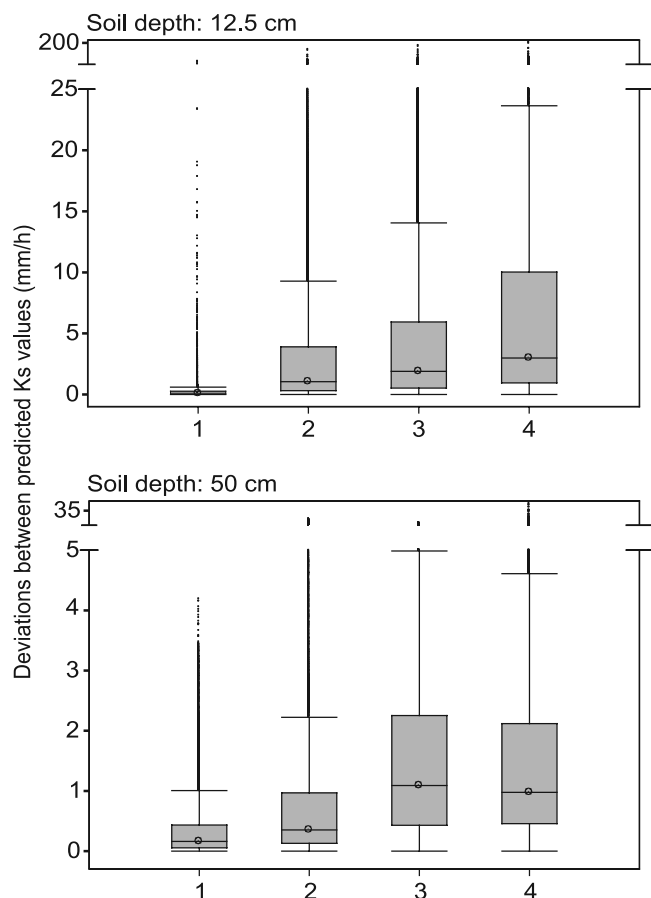 Soil depth: 12.5 cm
200
25
20
15
10
5
0
1 2 3 4
Deviations between predicted Ks values (mm/h)
Soil depth: 50 cm
35
5
4
3
2
1
0
1 2 3 4